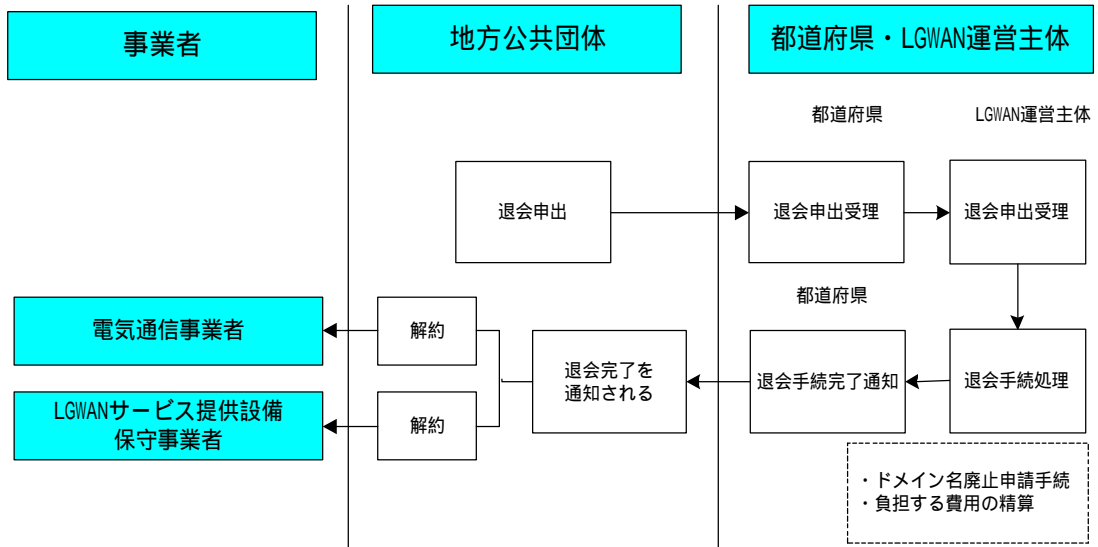 事業者
地方公共団体
都道府県・LGWAN運営主体
都道府県
LGWAN運営主体
退会申出
退会申出受理
退会申出受理
都道府県
電気通信事業者
解約
退会完了を
通知される
退会手続完了通知
退会手続処理
LGWANサービス提供設備
保守事業者
解約
・ドメイン名廃止申請手続
・負担する費用の精算